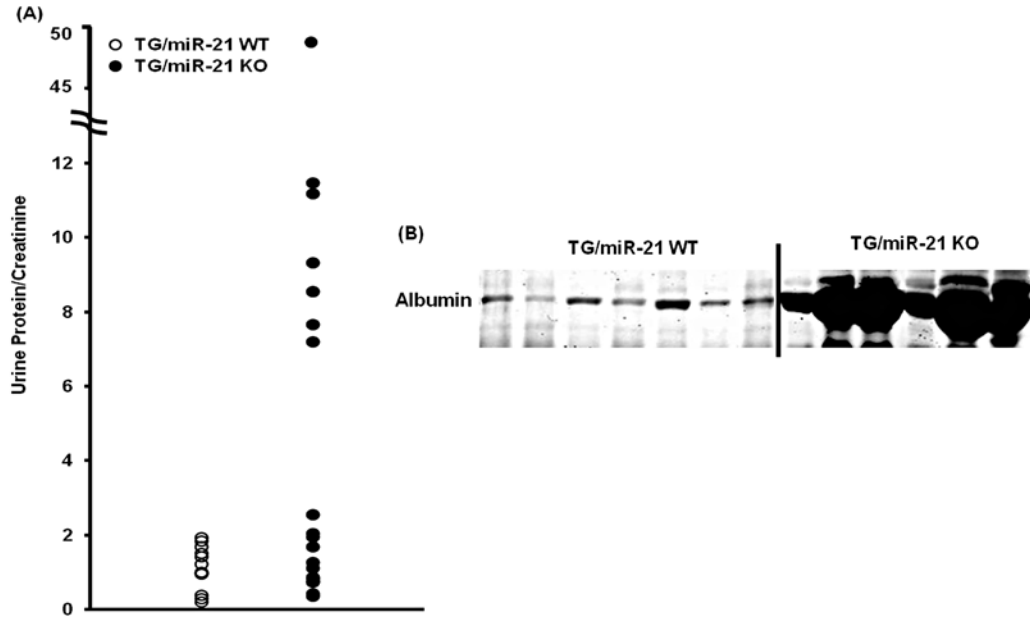 (A)
50
TG/miR-21 WT
TG/miR-21 KO
45
12
10
8
6
4
2
0
Urine Protein/Creatinine
(B)
TG/miR-21 WT
TG/miR-21 KO
Albumin